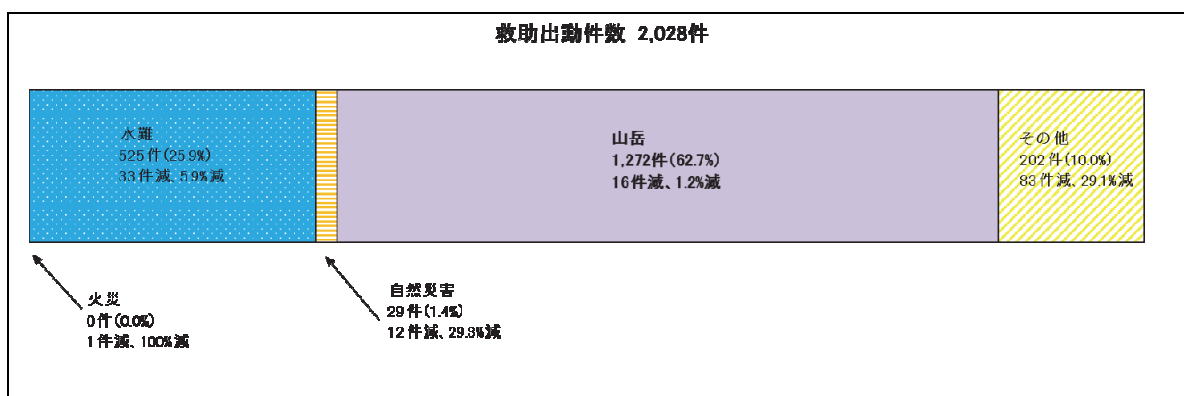 救助出動件数 2,028件
水難
525件(25.9%)
33件減、5.9%減
山岳
1,272件(62.7%)
16件減、1.2%減
その他
202件(10.0%)
83件減、29.1%減
火災
0件(0.0%)
1件減、100%減
自然災害
29件(1.4%)
12件減、29.3%減